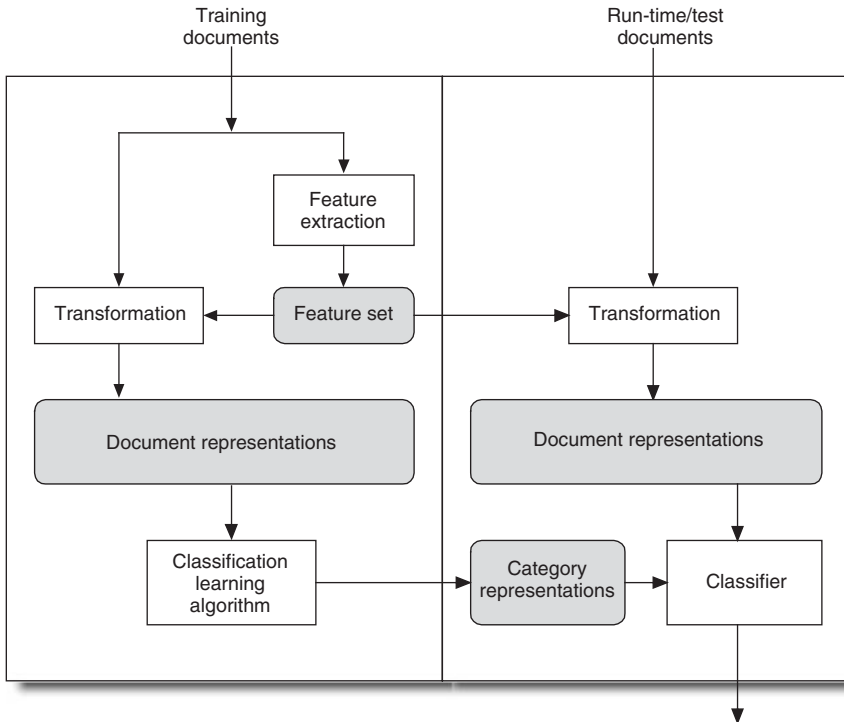 Training
documents
Run-time/test
documents
Feature
extraction
Transformation
Feature set
Transformation
Document representations
Document representations
Classification
learning
algorithm
Category
representations
Classifier